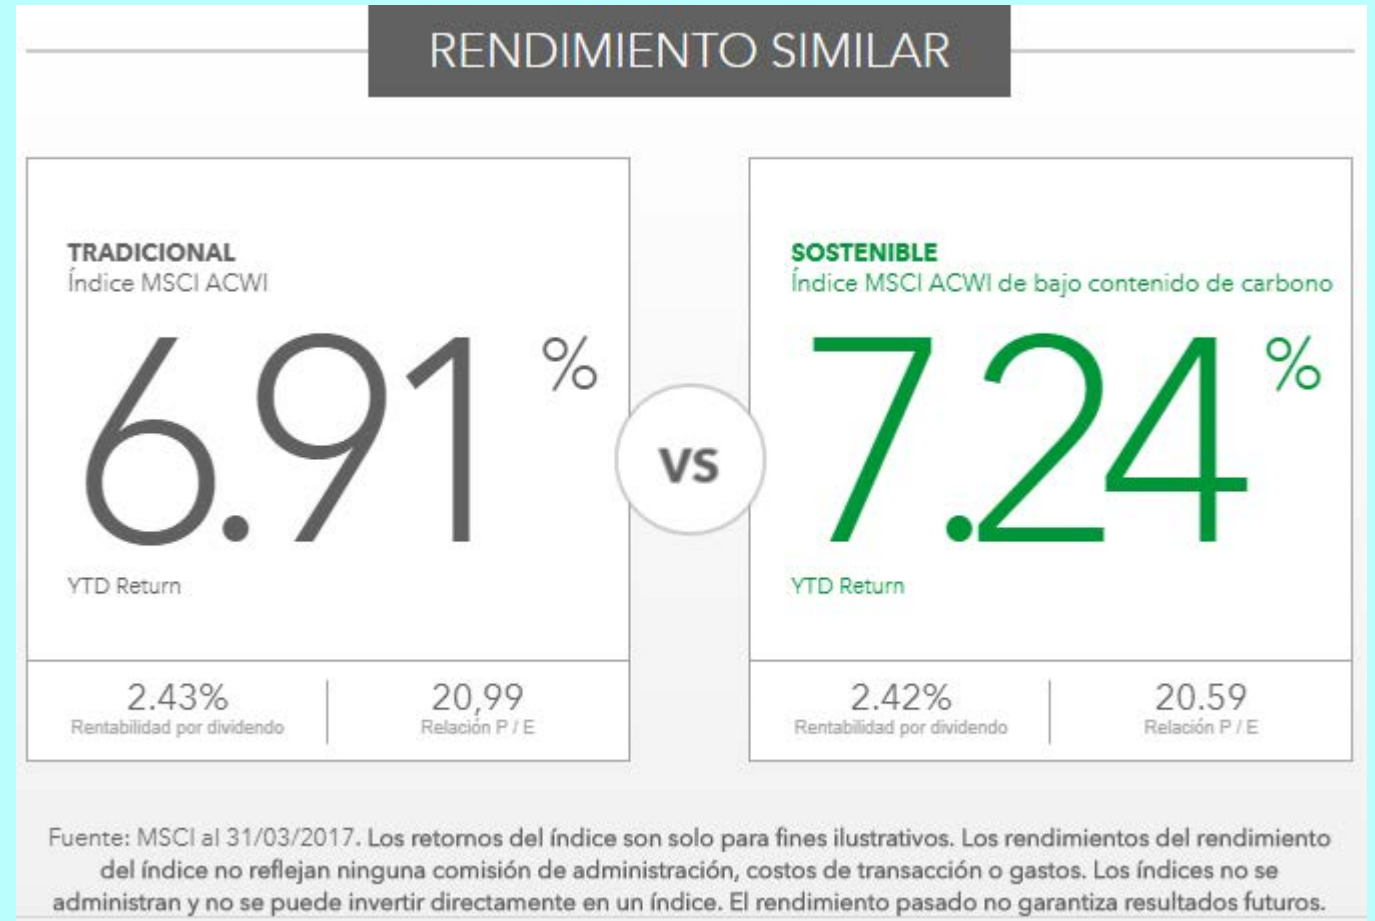 RENDIMIENTO SIMILAR
TRADICIONAL
Índice MSCI ACWI
6.91 %
YTD Return
2.43%
Rentabilidad por dividendo
20,99
Relación P / E
vs
SOSTENIBLE
Índice MSCI ACWI de bajo contenido de carbono
7.24 %
YTD Return
2.42%
Rentabilidad por dividendo
20.59
Relación P / E
Fuente: MSCI al 31/03/2017. Los retornos del índice son solo para fines ilustrativos. Los rendimientos del rendimiento
del índice no reflejan ninguna comisión de administración, costos de transacción o gastos. Los índices no se
administran y no se puede invertir directamente en un índice. El rendimiento pasado no garantiza resultados futuros.